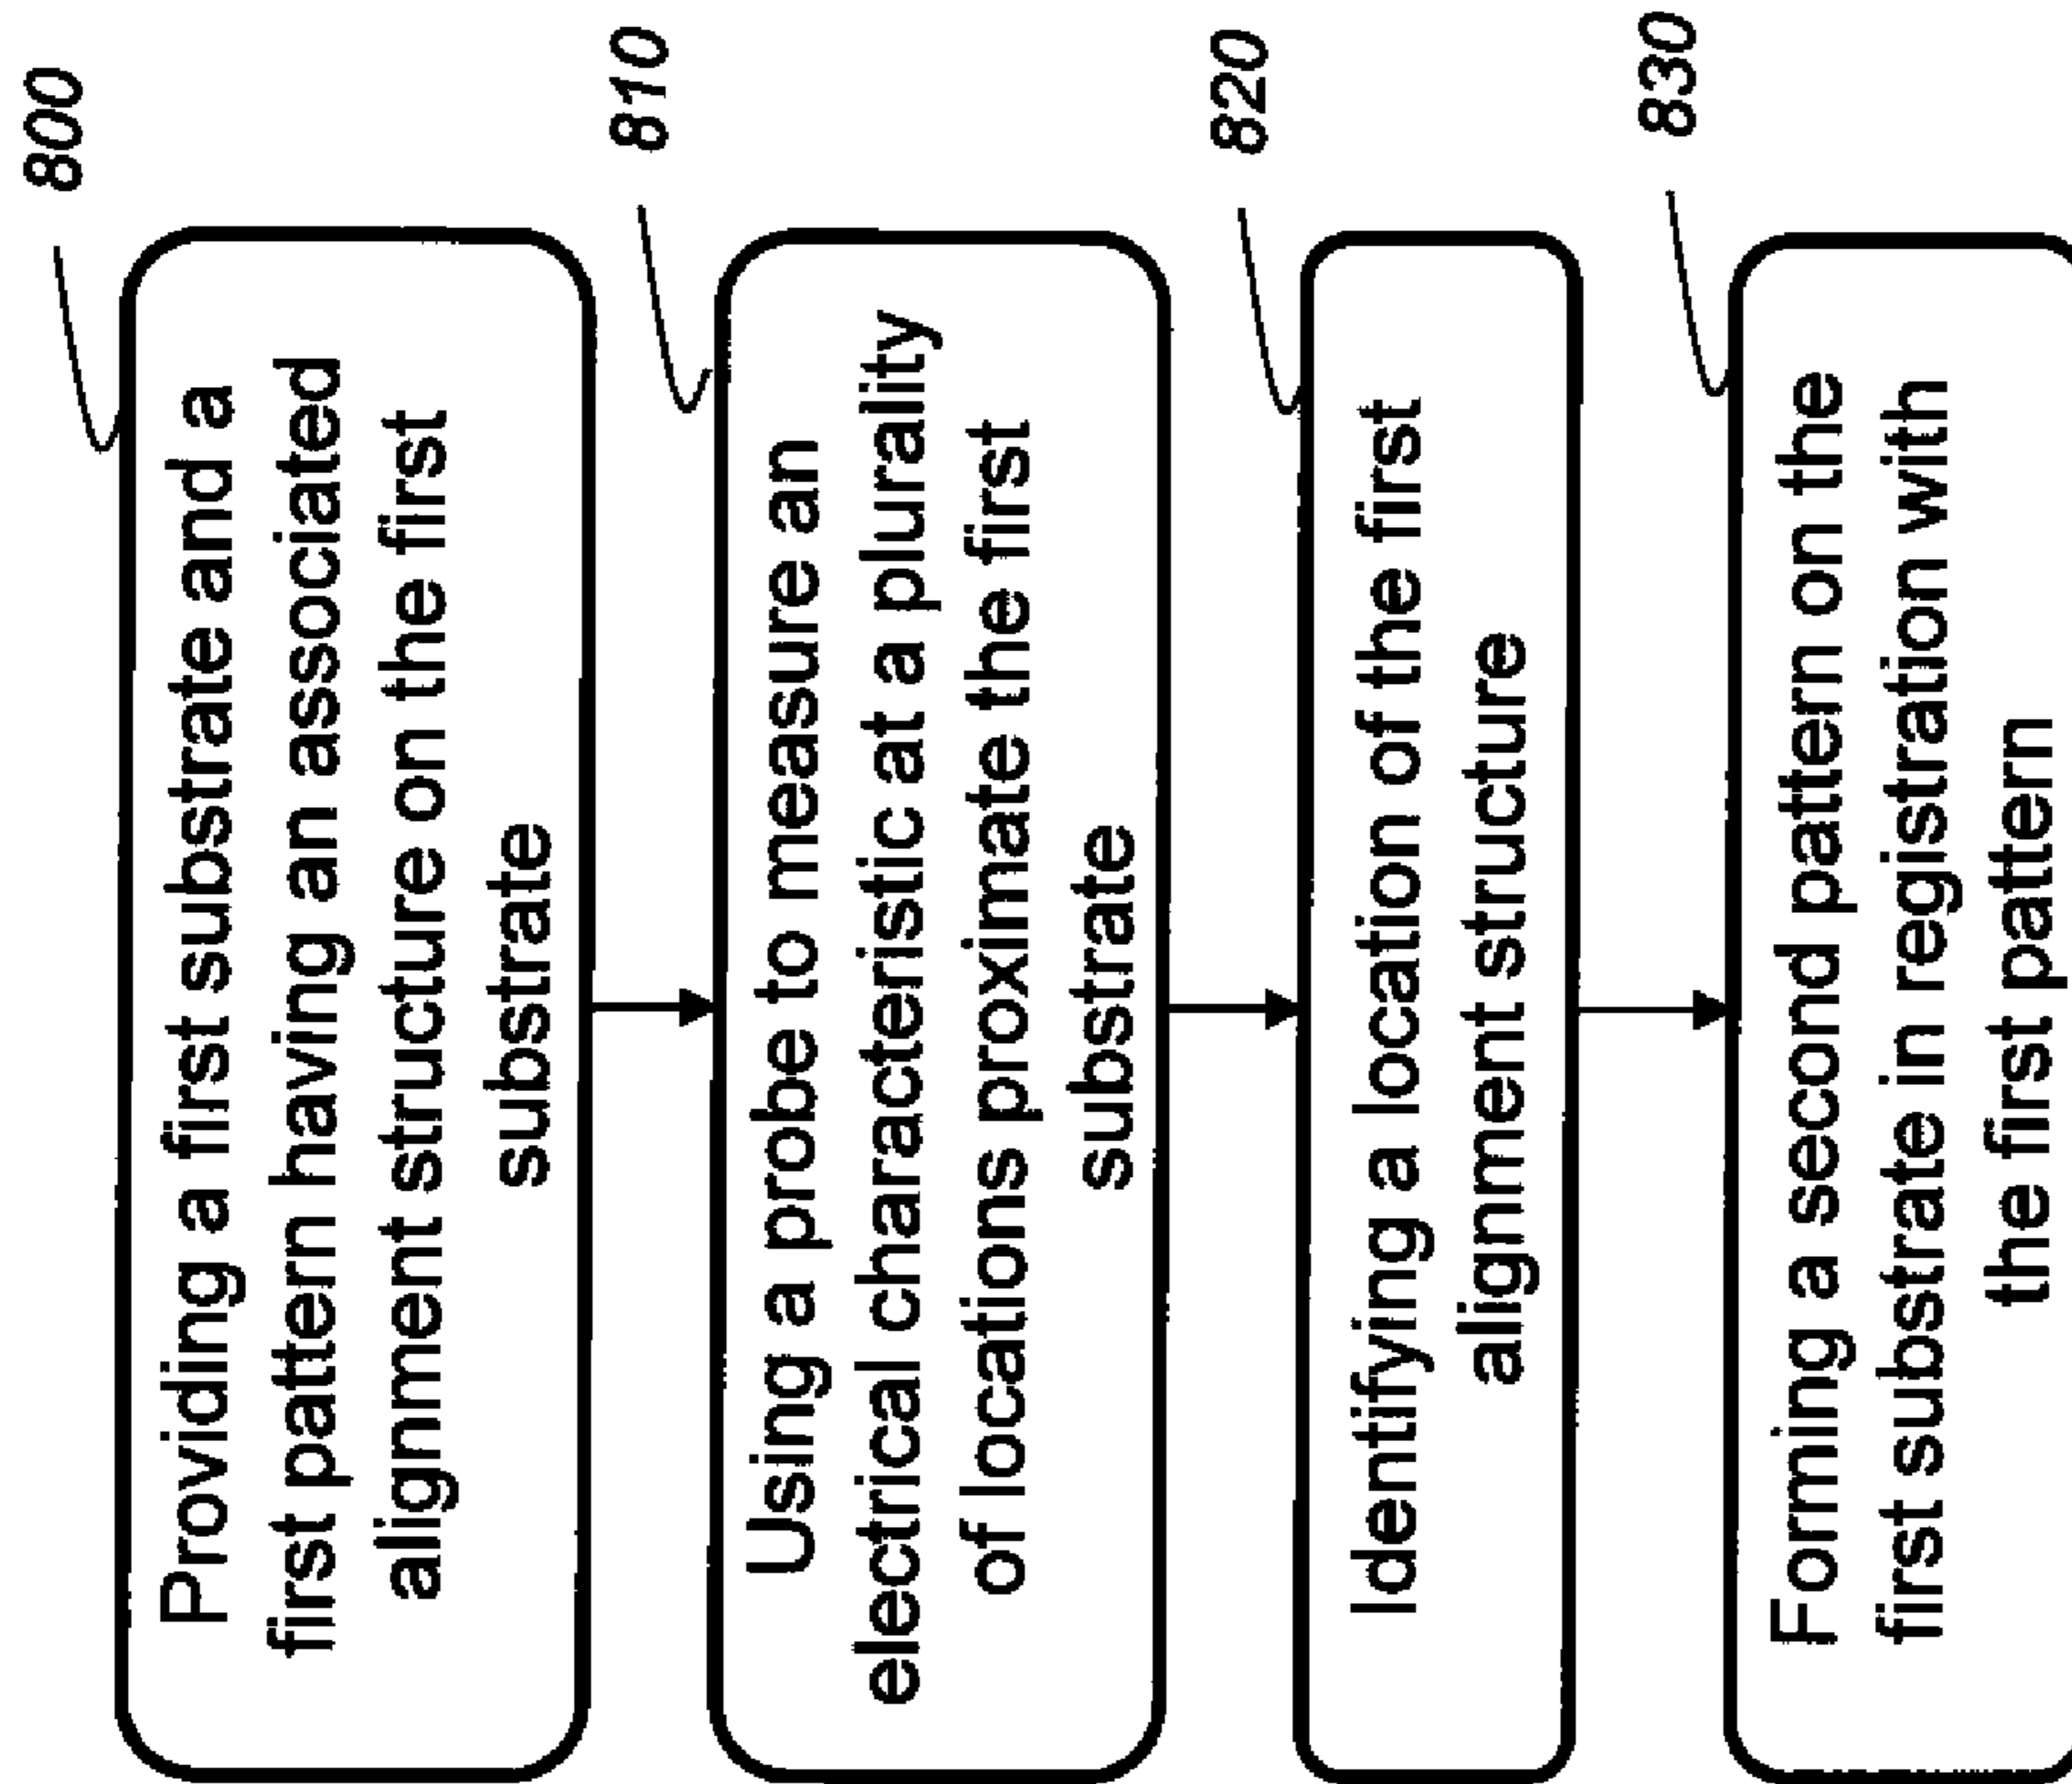 800
Providing a first substrate and a
first pattern having an associated
alignment structure on the first
substrate
810
Using a probe to measure an
electrical characteristic at a plurality
of locations proximate the first
substrate
820
Identifying a location of the first
alignment structure
830
Forming a second pattern on the
first substrate in registration with
the first pattern